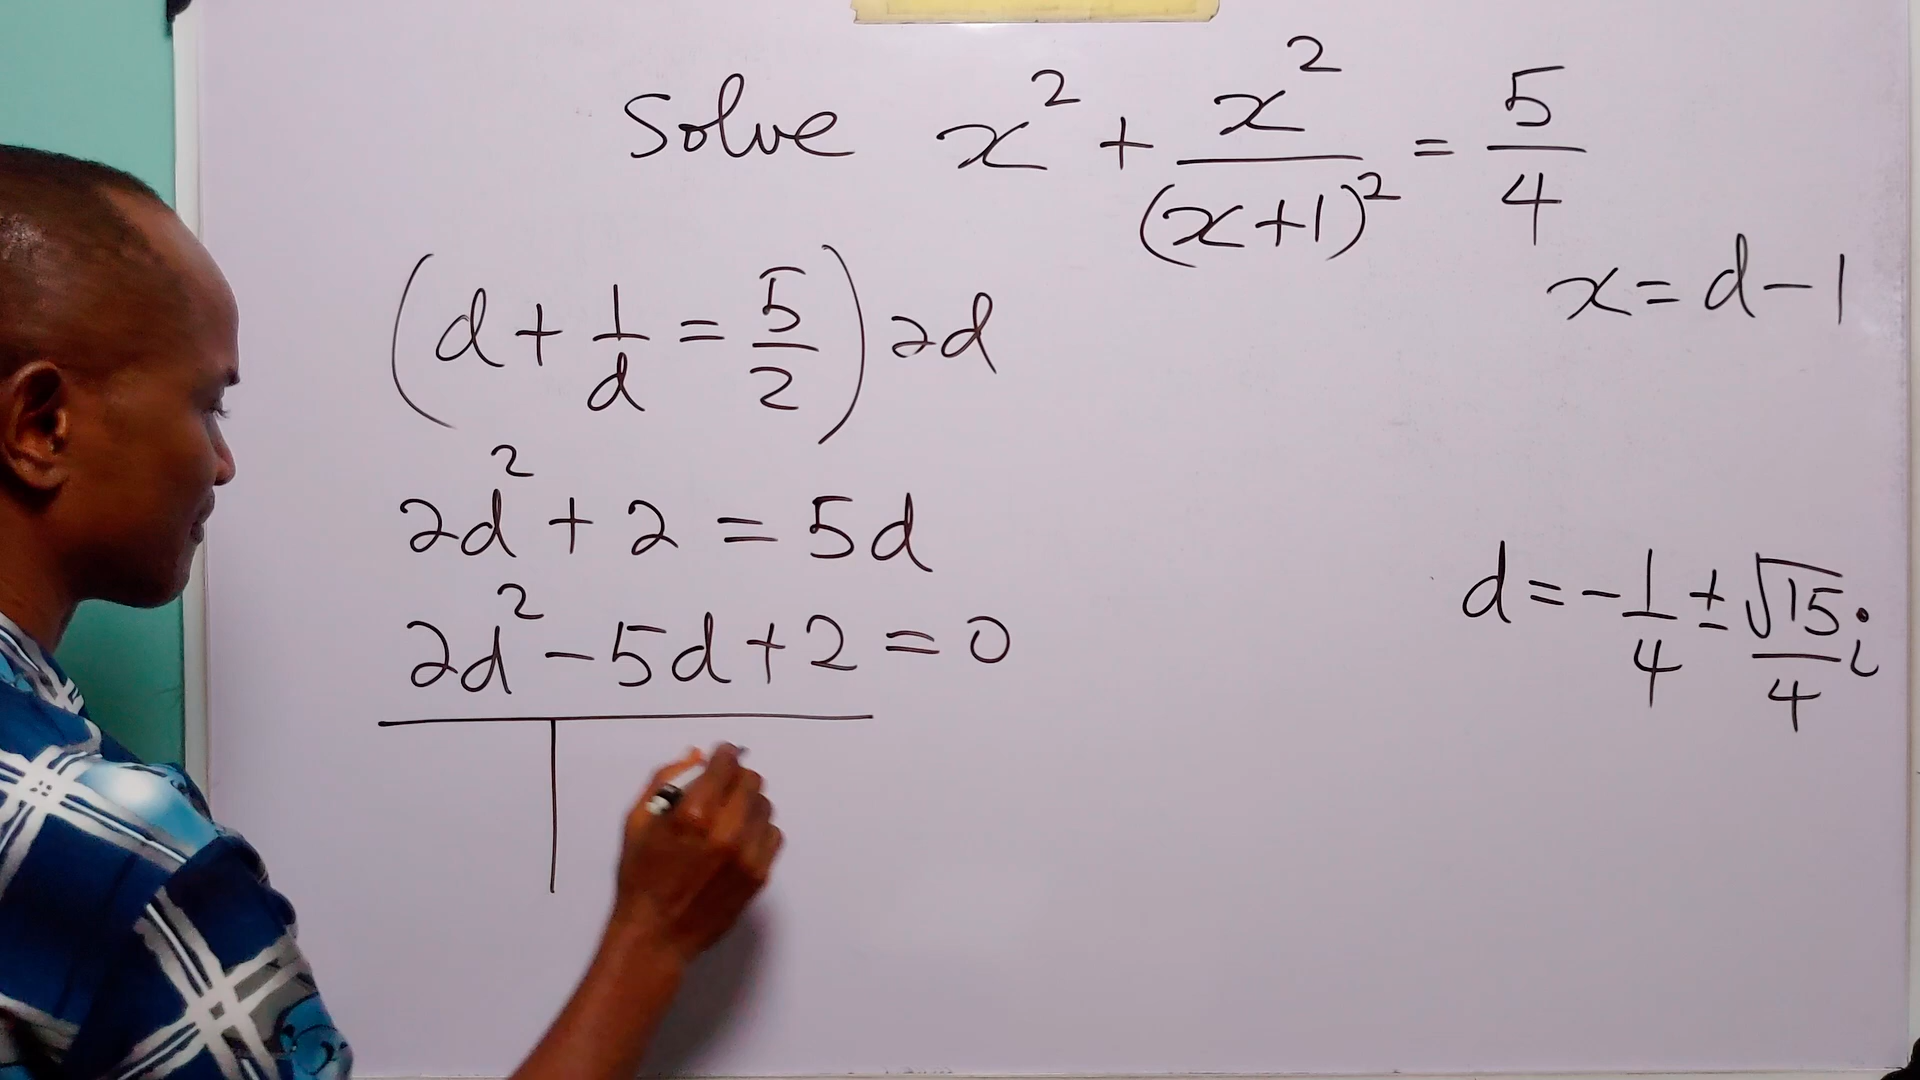 Solve x² + x²/(x+1)² = 5/4
x = d - 1
(d + 1/d = 5/2) 2d
2d² + 2 = 5d
d = -1/4 ± √15/4 i
2d² - 5d + 2 = 0